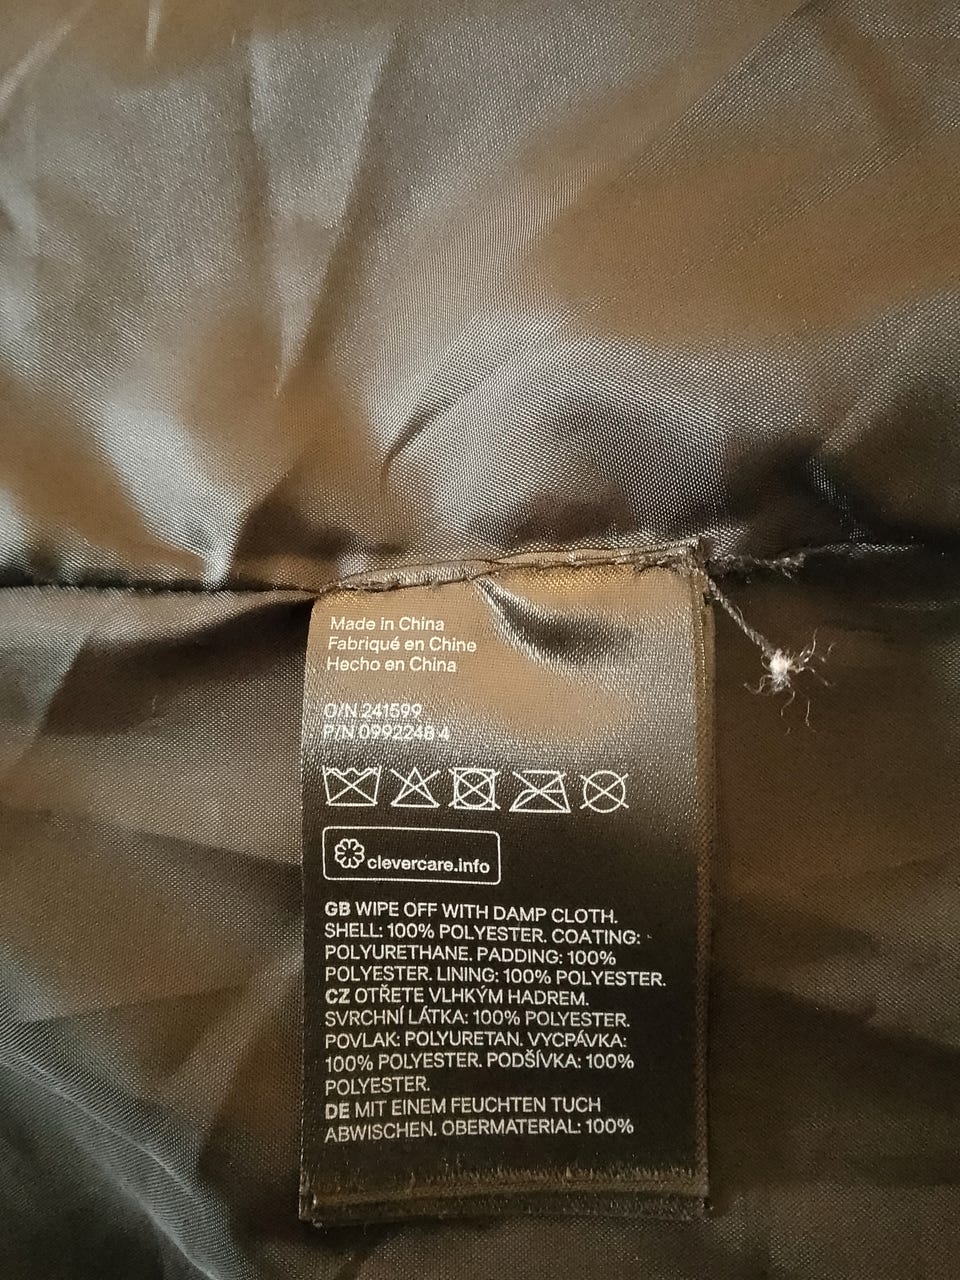 Made in China
Fabriqué en Chine
Hecho en China
O/N 241599
P/N 0992248 4
clevercare.info
GB WIPE OFF WITH DAMP CLOTH.
SHELL: 100% POLYESTER. COATING:
POLYURETHANE. PADDING: 100%
POLYESTER. LINING: 100% POLYESTER.
CZ OTŘETE VLHKÝM HADREM.
SVRCHNÍ LÁTKA: 100% POLYESTER.
POVLAK: POLYURETAN. VYCPÁVKA:
100% POLYESTER. PODŠÍVKA: 100%
POLYESTER.
DE MIT EINEM FEUCHTEN TUCH
ABWISCHEN. OBERMATERIAL: 100%